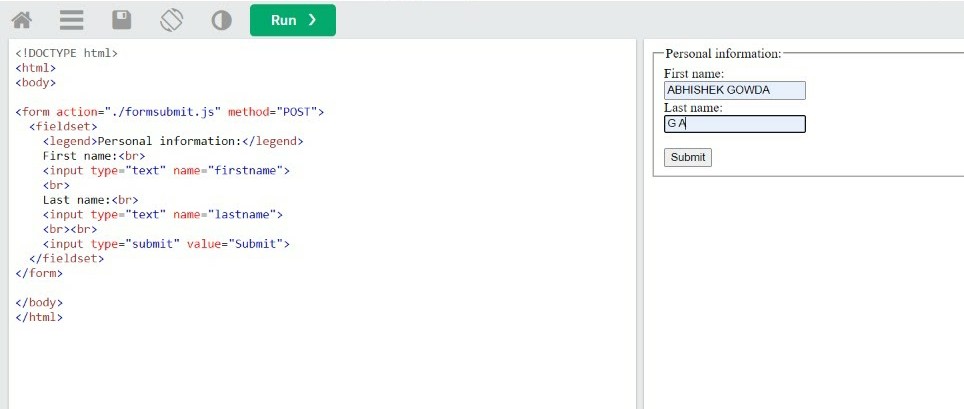 Run ❯
<!DOCTYPE html>
<html>
<body>
<form action="./formsubmit.js" method="POST">
<fieldset>
<legend>Personal information:</legend>
First name:<br>
<input type="text" name="firstname">
<br>
Last name:<br>
<input type="text" name="lastname">
<br><br>
<input type="submit" value="Submit">
</fieldset>
</form>
</body>
</html>
Personal information:
First name:
ABHISHEK GOWDA
Last name:
G A
Submit